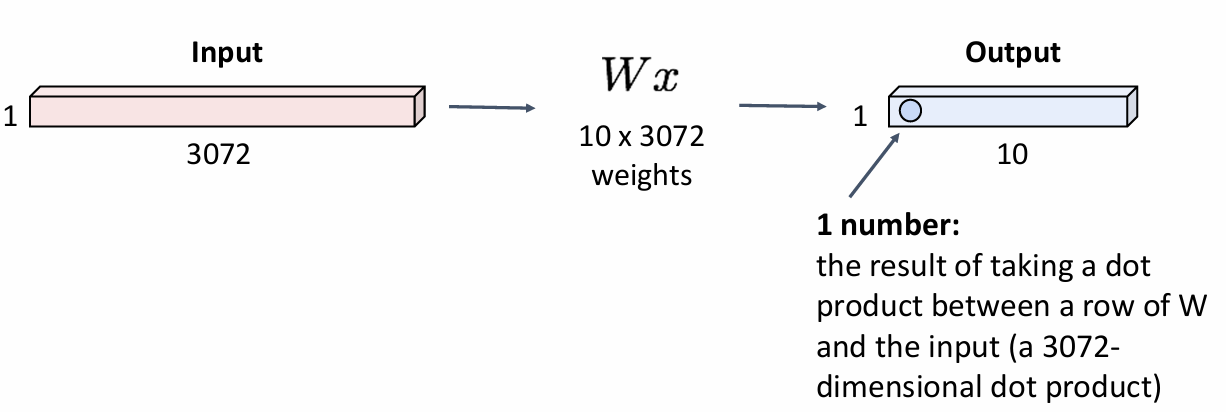 Input
1
3072
Wx
10 x 3072
weights
Output
1
10
1 number:
the result of taking a dot
product between a row of W
and the input (a 3072-
dimensional dot product)